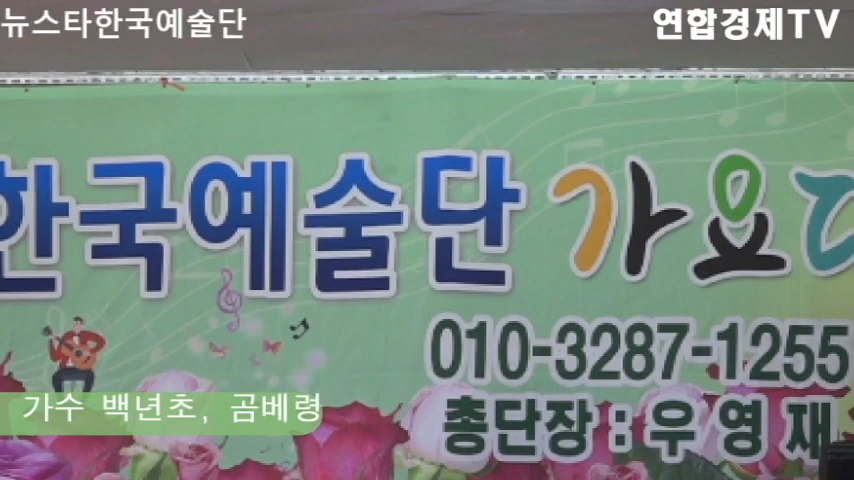 뉴스타한국예술단
연합경제TV
한국예술단 가요
010-3287-1255
총단장 : 우영재
가수 백년초, 곰베령